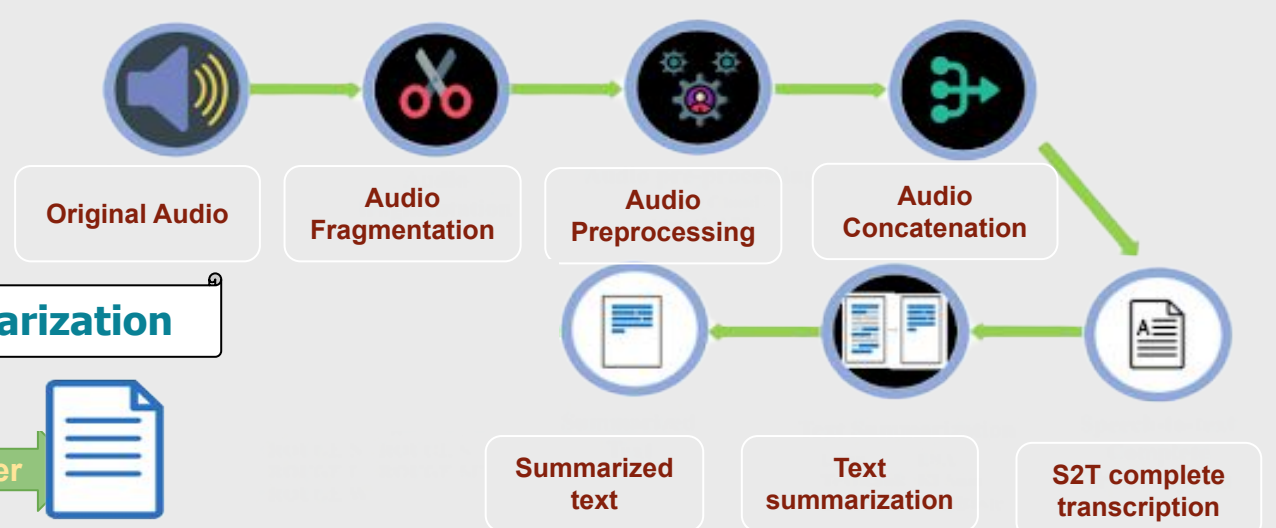 Original Audio
Audio
Fragmentation
Audio
Preprocessing
Audio
Concatenation
arization
er
A
Summarized
text
Text
summarization
S2T complete
transcription